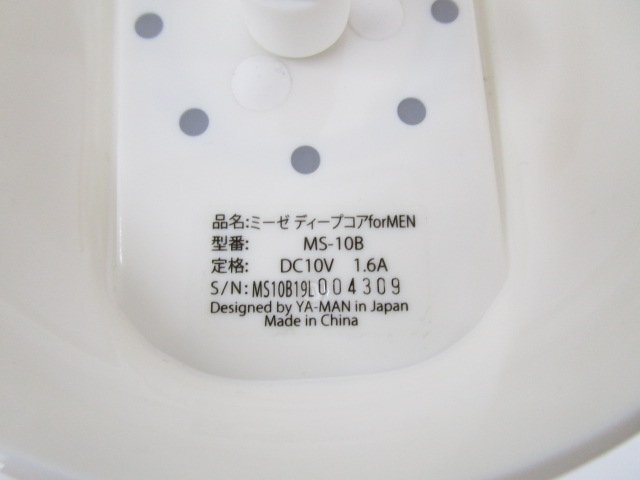 品名:ミーゼ ディープコアforMEN
型番: MS-10B
定格: DC10V 1.6A
S/N: MS10B19L004309
Designed by YA-MAN in Japan
Made in China